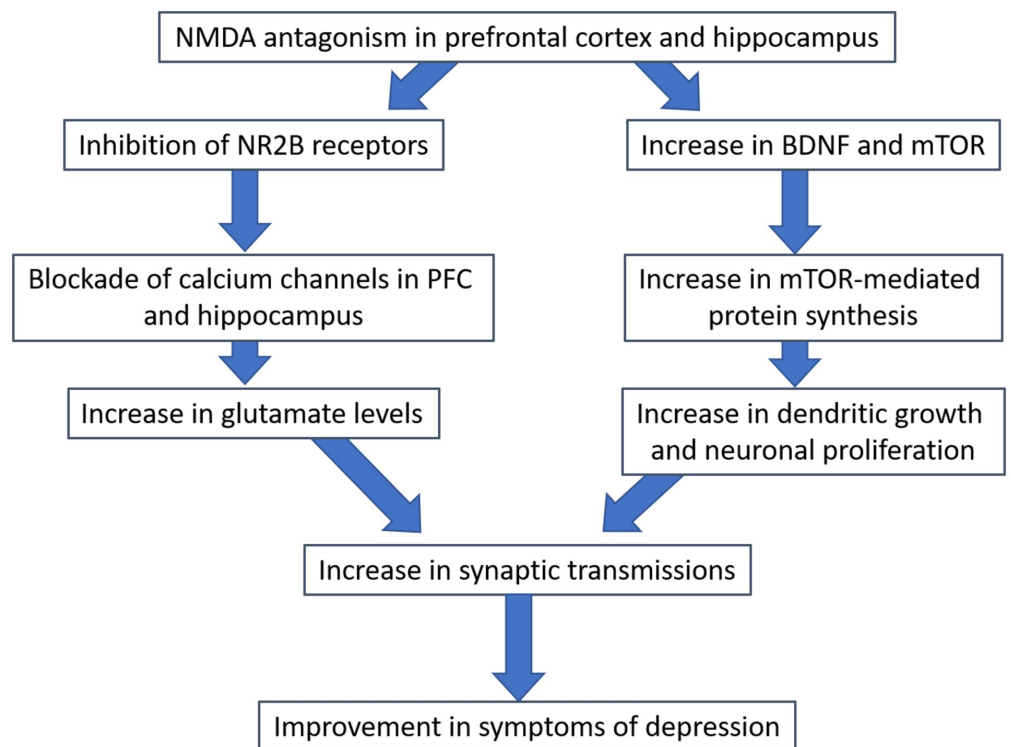 NMDA antagonism in prefrontal cortex and hippocampus
Inhibition of NR2B receptors
Increase in BDNF and mTOR
Blockade of calcium channels in PFC
and hippocampus
Increase in mTOR-mediated
protein synthesis
Increase in glutamate levels
Increase in dendritic growth
and neuronal proliferation
Increase in synaptic transmissions
Improvement in symptoms of depression